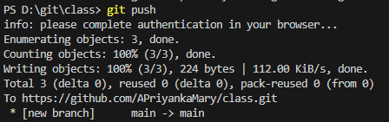 PS D:\git\class> git push
info: please complete authentication in your browser...
Enumerating objects: 3, done.
Counting objects: 100% (3/3), done.
Writing objects: 100% (3/3), 224 bytes | 112.00 KiB/s, done.
Total 3 (delta 0), reused 0 (delta 0), pack-reused 0 (from 0)
To https://github.com/APriyankaMary/class.git
 * [new branch]      main -> main